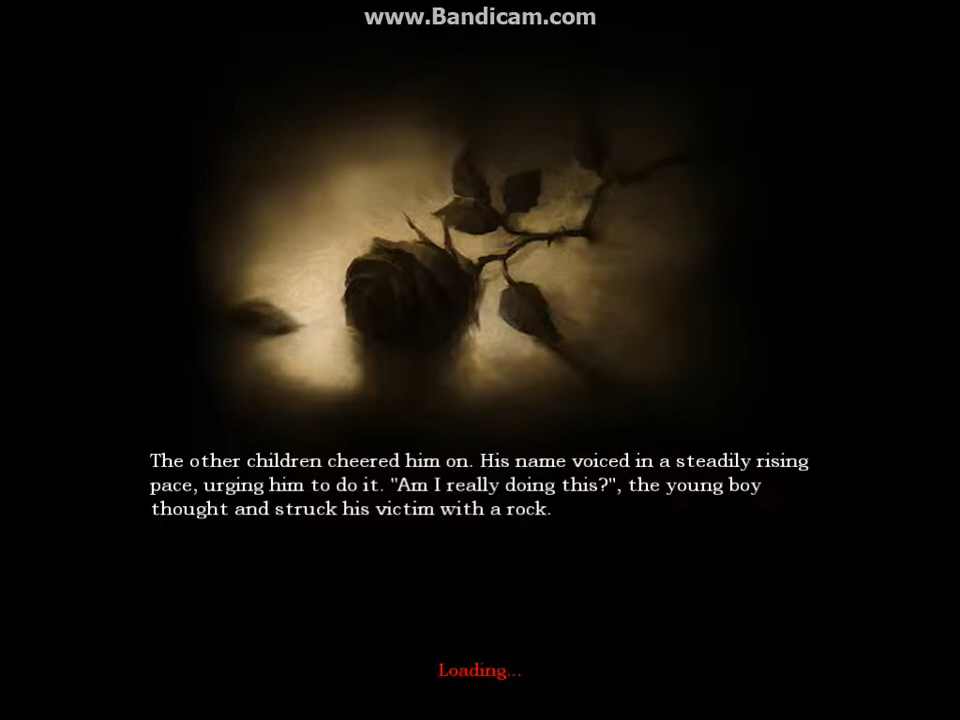 www.Bandicam.com
The other children cheered him on. His name voiced in a steadily rising
pace, urging him to do it. "Am I really doing this?", the young boy
thought and struck his victim with a rock.
Loading...